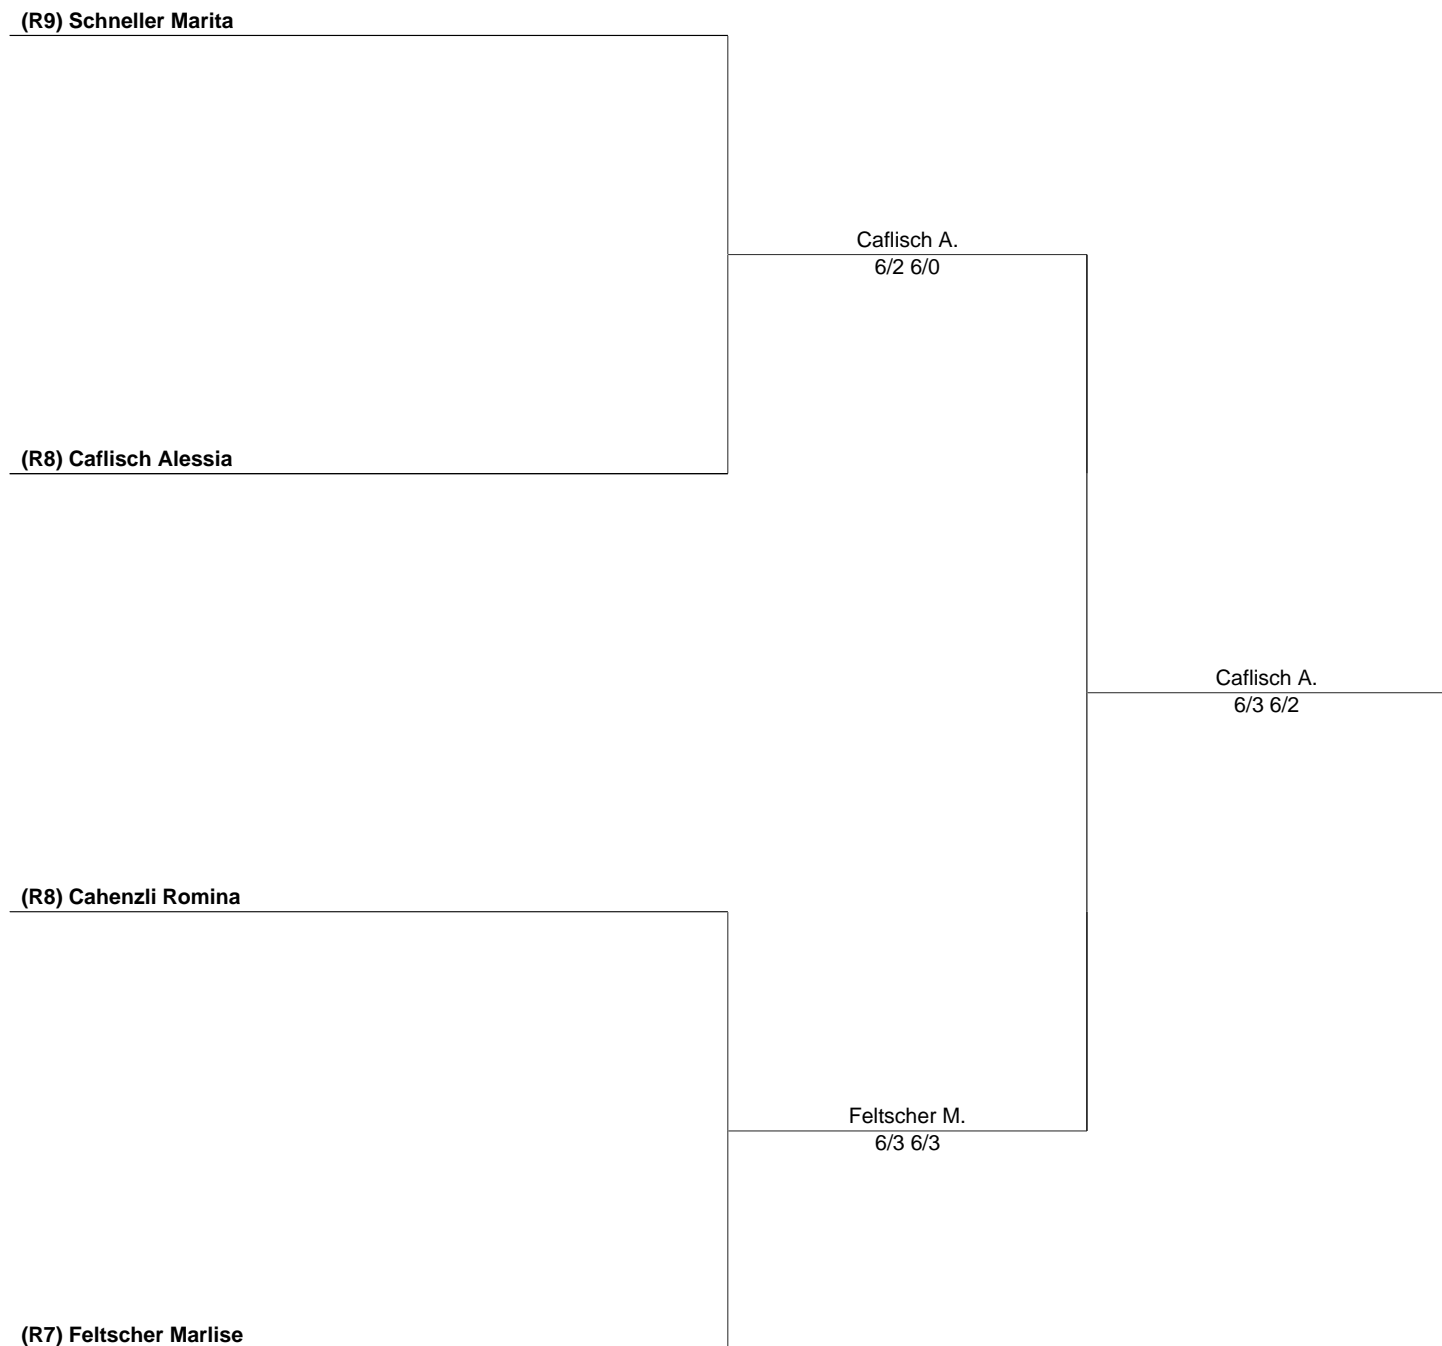 (R9) Schneller Marita
Caflisch A.
6/2 6/0
(R8) Caflisch Alessia
Caflisch A.
6/3 6/2
(R8) Cahenzli Romina
Feltscher M.
6/3 6/3
(R7) Feltscher Marlise